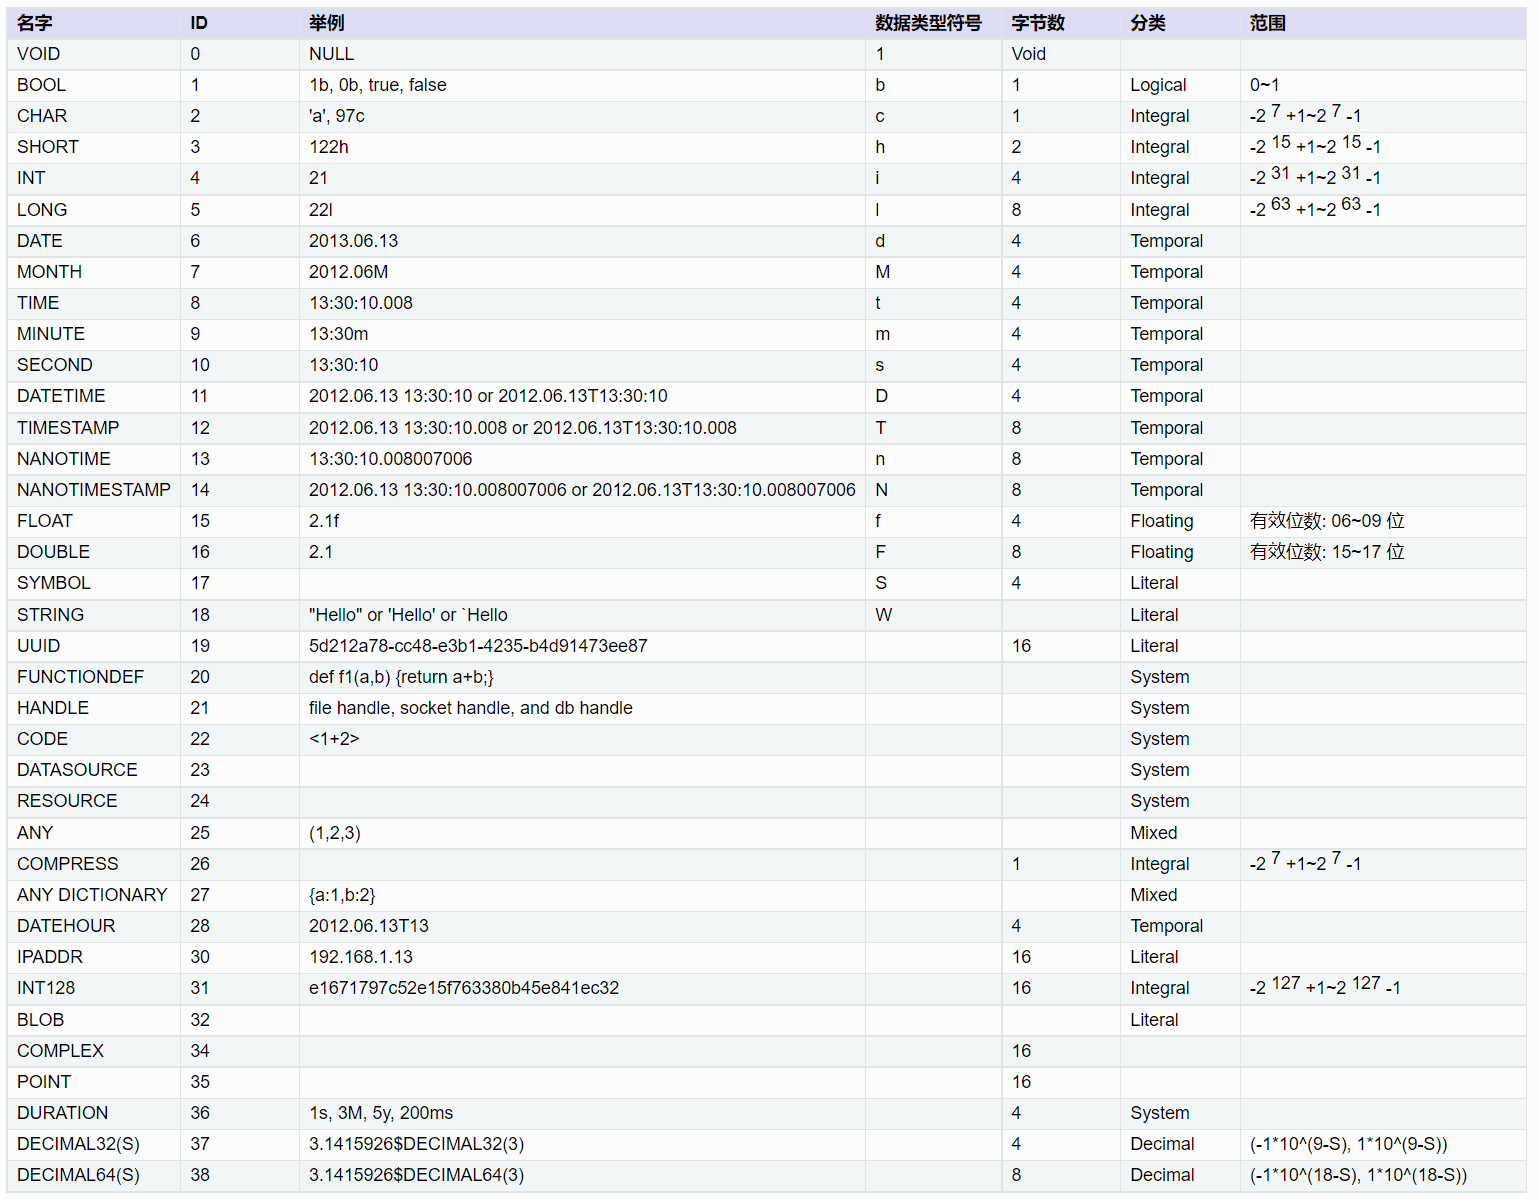 名字 ID 举例 数据类型符号 字节数 分类 范围
VOID 0 NULL 1 Void
BOOL 1 1b, 0b, true, false b 1 Logical 0~1
CHAR 2 'a', 97c c 1 Integral -2 7 +1~2 7 -1
SHORT 3 122h h 2 Integral -2 15 +1~2 15 -1
INT 4 21 i 4 Integral -2 31 +1~2 31 -1
LONG 5 22l l 8 Integral -2 63 +1~2 63 -1
DATE 6 2013.06.13 d 4 Temporal
MONTH 7 2012.06M M 4 Temporal
TIME 8 13:30:10.008 t 4 Temporal
MINUTE 9 13:30m m 4 Temporal
SECOND 10 13:30:10 s 4 Temporal
DATETIME 11 2012.06.13 13:30:10 or 2012.06.13T13:30:10 D 4 Temporal
TIMESTAMP 12 2012.06.13 13:30:10.008 or 2012.06.13T13:30:10.008 T 8 Temporal
NANOTIME 13 13:30:10.008007006 n 8 Temporal
NANOTIMESTAMP 14 2012.06.13 13:30:10.008007006 or 2012.06.13T13:30:10.008007006 N 8 Temporal
FLOAT 15 2.1f f 4 Floating 有效位数: 06~09 位
DOUBLE 16 2.1 F 8 Floating 有效位数: 15~17 位
SYMBOL 17 S 4 Literal
STRING 18 "Hello" or 'Hello' or `Hello W Literal
UUID 19 5d212a78-cc48-e3b1-4235-b4d91473ee87 16 Literal
FUNCTIONDEF 20 def f1(a,b) {return a+b;} System
HANDLE 21 file handle, socket handle, and db handle System
CODE 22 <1+2> System
DATASOURCE 23 System
RESOURCE 24 System
ANY 25 (1,2,3) Mixed
COMPRESS 26 1 Integral -2 7 +1~2 7 -1
ANY DICTIONARY 27 {a:1,b:2} Mixed
DATEHOUR 28 2012.06.13T13 4 Temporal
IPADDR 30 192.168.1.13 16 Literal
INT128 31 e1671797c52e15f763380b45e841ec32 16 Integral -2 127 +1~2 127 -1
BLOB 32 Literal
COMPLEX 34 16
POINT 35 16
DURATION 36 1s, 3M, 5y, 200ms 4 System
DECIMAL32(S) 37 3.1415926$DECIMAL32(3) 4 Decimal (-1*10^(9-S), 1*10^(9-S))
DECIMAL64(S) 38 3.1415926$DECIMAL64(3) 8 Decimal (-1*10^(18-S), 1*10^(18-S))